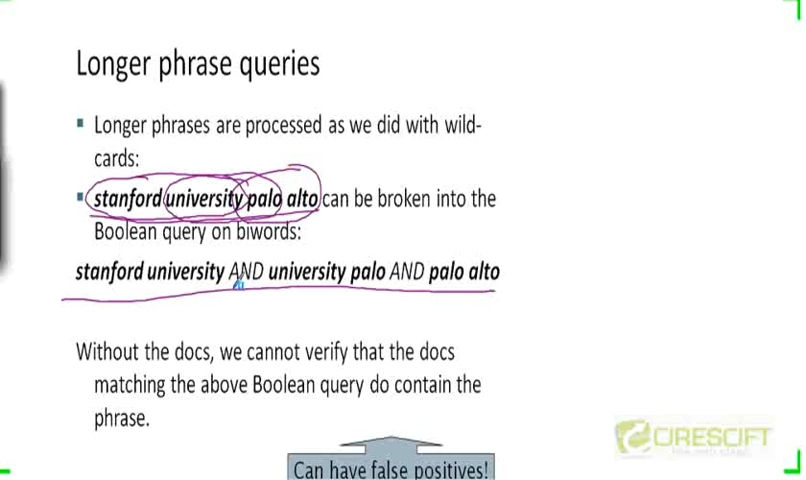 Longer phrase queries
▪ Longer phrases are processed as we did with wild-
cards:
▪ stanford university palo alto can be broken into the
Boolean query on biwords:
stanford university AND university palo AND palo alto
Without the docs, we cannot verify that the docs
matching the above Boolean query do contain the
phrase.
Can have false positives!